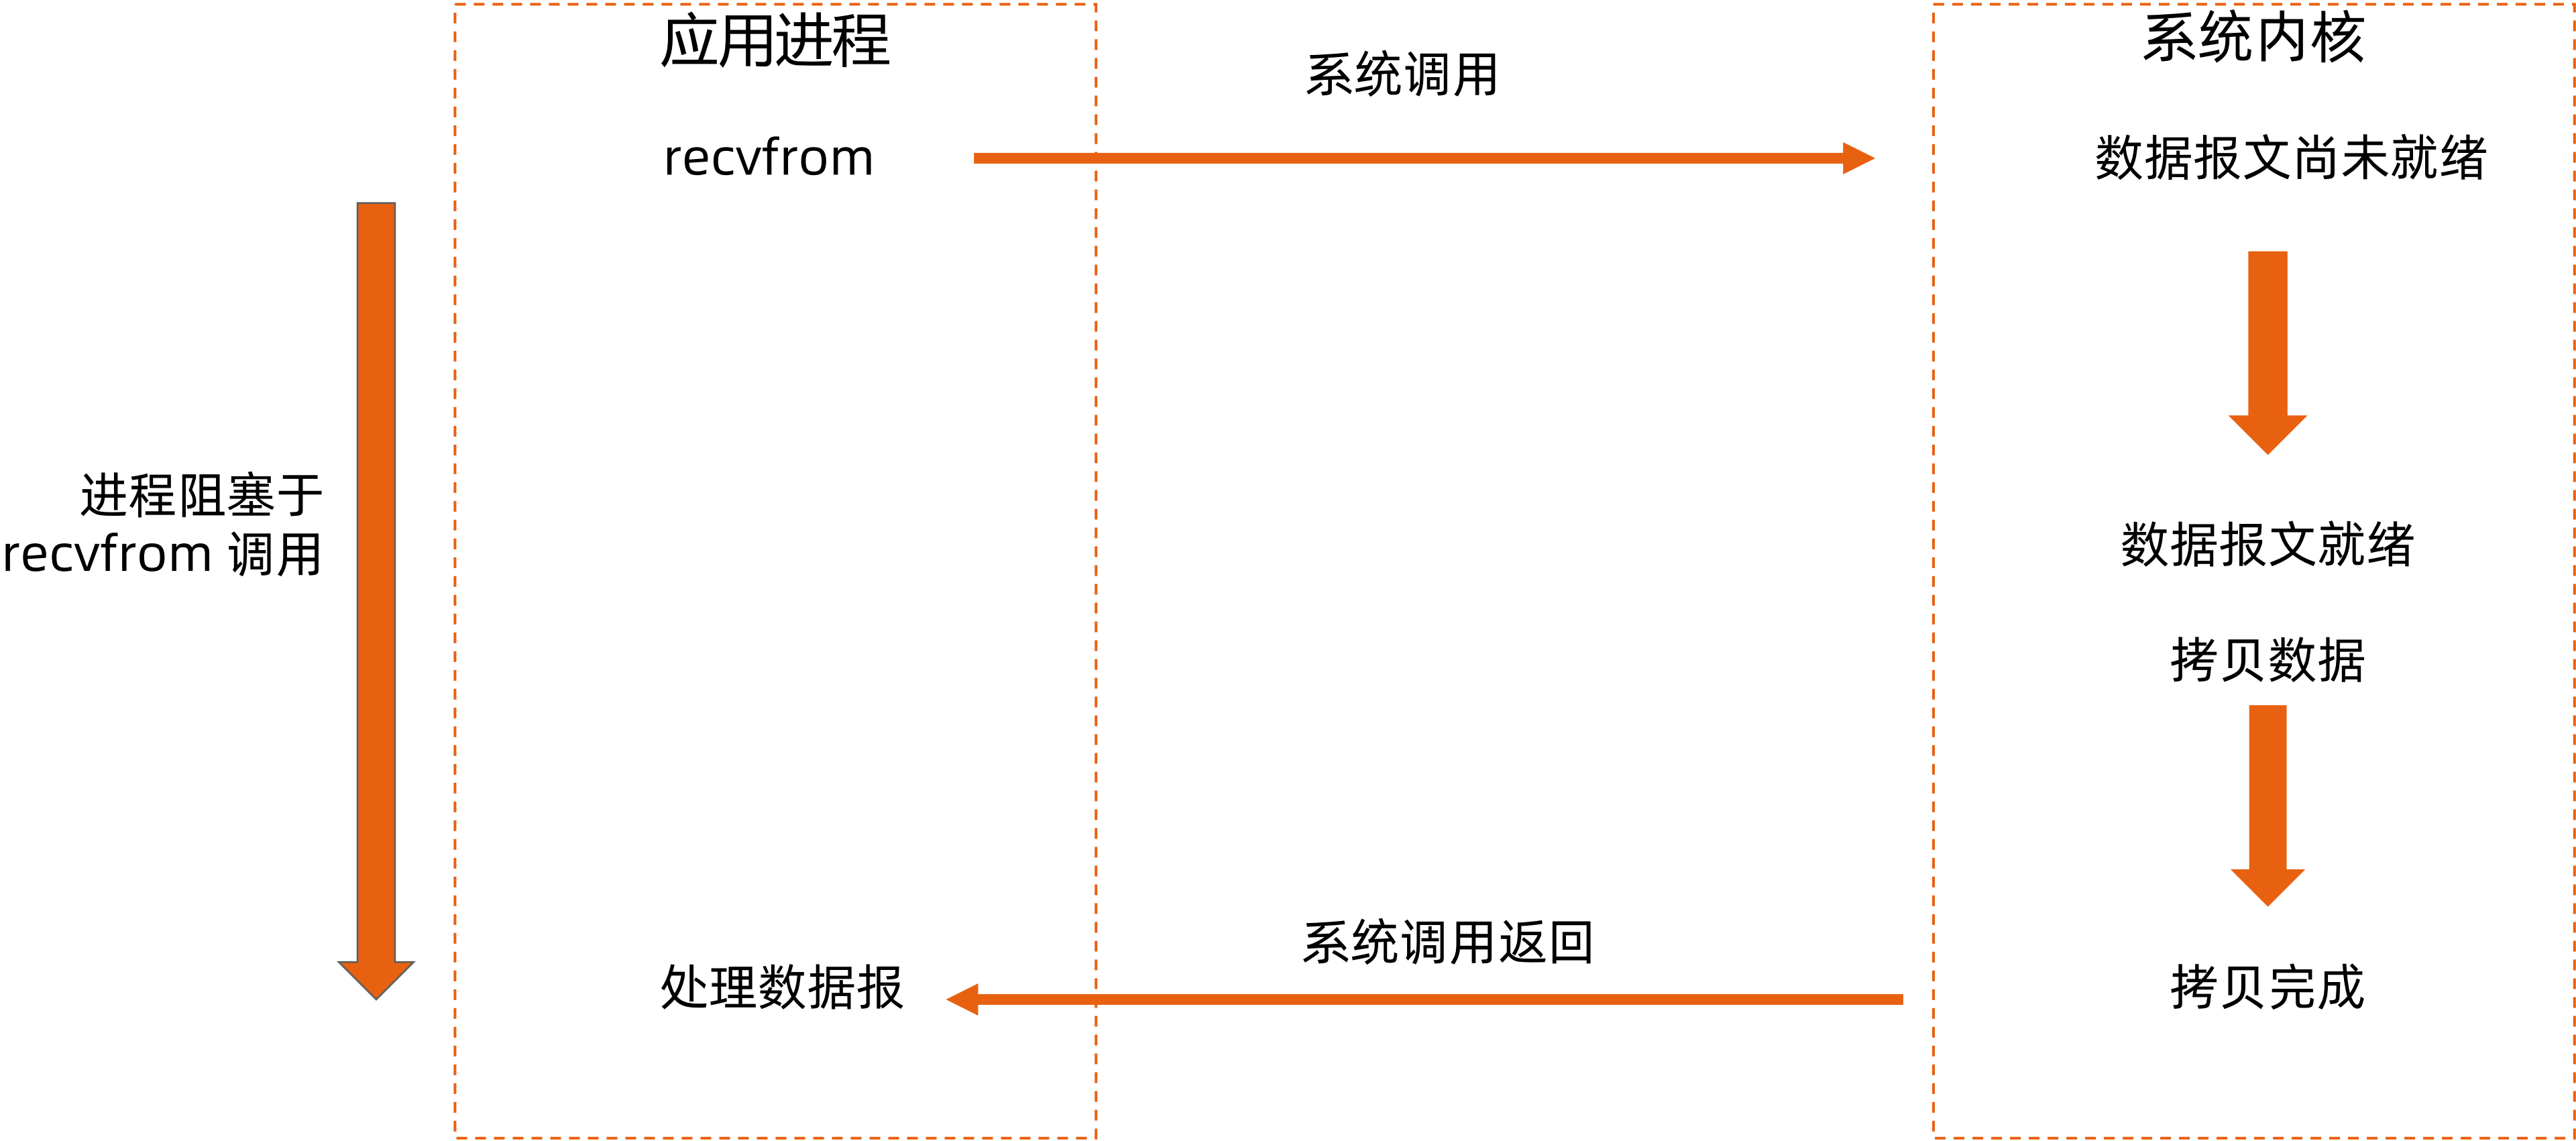 应用进程
系统调用
系统内核
recvfrom
数据报文尚未就绪
进程阻塞于
recvfrom 调用
数据报文就绪
拷贝数据
系统调用返回
处理数据报
拷贝完成